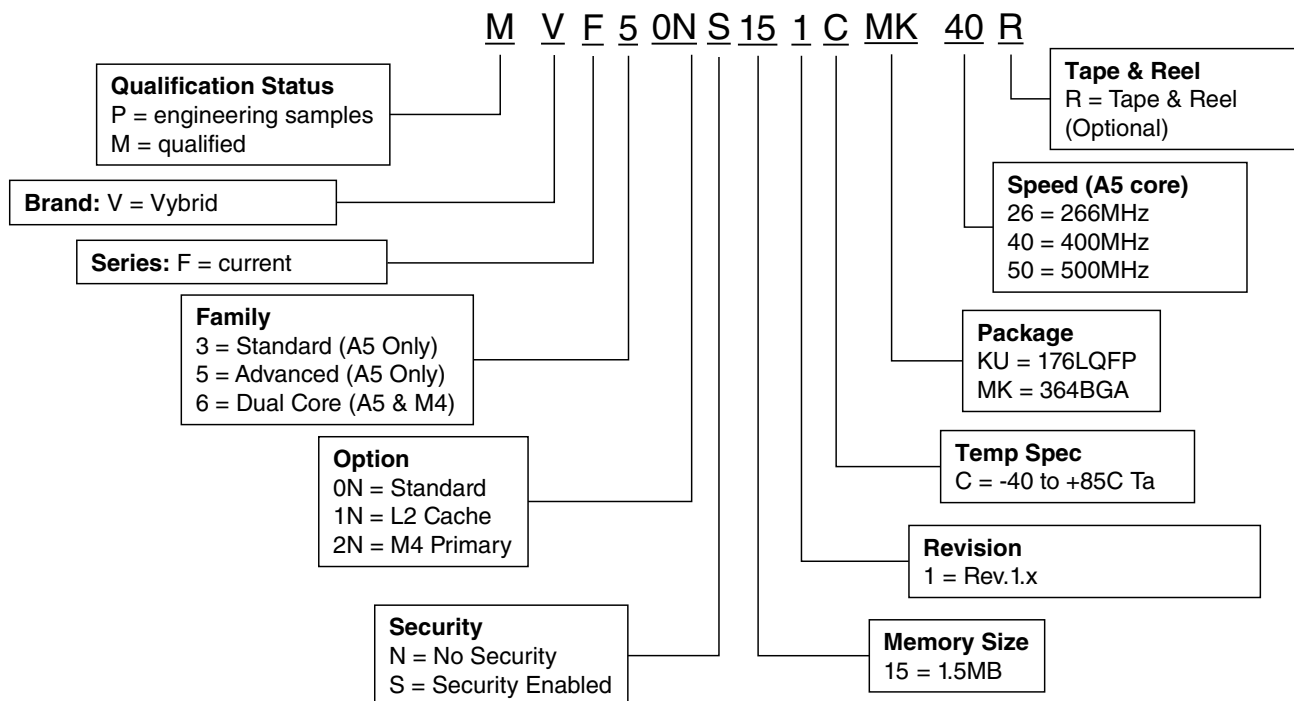 M V F 5 0N S 15 1 C MK 40 R
Qualification Status
P = engineering samples
M = qualified
Brand: V = Vybrid
Series: F = current
Family
3 = Standard (A5 Only)
5 = Advanced (A5 Only)
6 = Dual Core (A5 & M4)
Option
0N = Standard
1N = L2 Cache
2N = M4 Primary
Security
N = No Security
S = Security Enabled
Tape & Reel
R = Tape & Reel
(Optional)
Speed (A5 core)
26 = 266MHz
40 = 400MHz
50 = 500MHz
Package
KU = 176LQFP
MK = 364BGA
Temp Spec
C = -40 to +85C Ta
Revision
1 = Rev.1.x
Memory Size
15 = 1.5MB